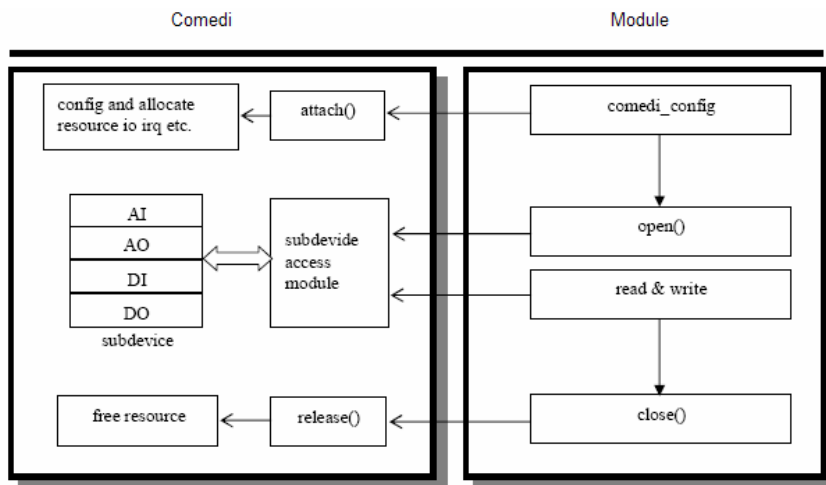 Comedi
Module
config and allocate
resource io irq etc.
attach()
comedi_config
AI
AO
DI
DO
subdevice
subdevide
access
module
open()
read & write
free resource
release()
close()